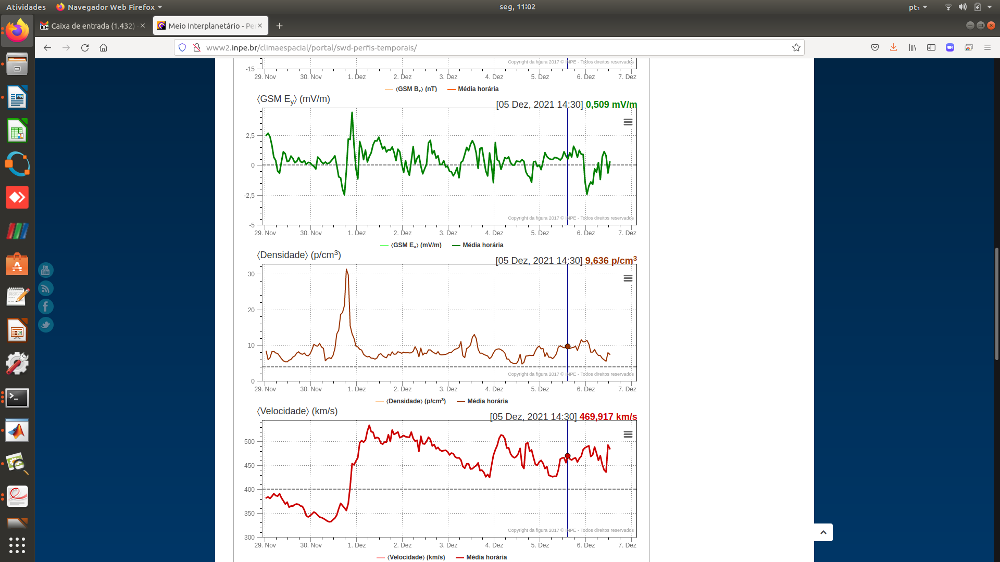 Atividades Navegador Web Firefox seg, 11:02 pt₁
Caixa de entrada (1.432) Meio Interplanetário - Pe
www2.inpe.br/climaespacial/portal/swd-perfis-temporais/
Copyright da figura 2017 © INPE - Todos direitos reservados
-15
29. Nov 30. Nov 1. Dez 2. Dez 3. Dez 4. Dez 5. Dez 6. Dez 7. Dez
⟨GSM Bz⟩ (nT) Média horária
⟨GSM Ey⟩ (mV/m)
[05 Dez, 2021 14:30] 0,509 mV/m
2,5
0
-2,5
Copyright da figura 2017 © INPE - Todos direitos reservados
-5
29. Nov 30. Nov 1. Dez 2. Dez 3. Dez 4. Dez 5. Dez 6. Dez 7. Dez
⟨GSM Ey⟩ (mV/m) Média horária
⟨Densidade⟩ (p/cm³)
[05 Dez, 2021 14:30] 9,636 p/cm³
30
20
10
Copyright da figura 2017 © INPE - Todos direitos reservados
0
29. Nov 30. Nov 1. Dez 2. Dez 3. Dez 4. Dez 5. Dez 6. Dez 7. Dez
⟨Densidade⟩ (p/cm³) Média horária
⟨Velocidade⟩ (km/s)
[05 Dez, 2021 14:30] 469,917 km/s
500
450
400
350
Copyright da figura 2017 © INPE - Todos direitos reservados
300
29. Nov 30. Nov 1. Dez 2. Dez 3. Dez 4. Dez 5. Dez 6. Dez 7. Dez
⟨Velocidade⟩ (km/s) Média horária
You
Tube
100+